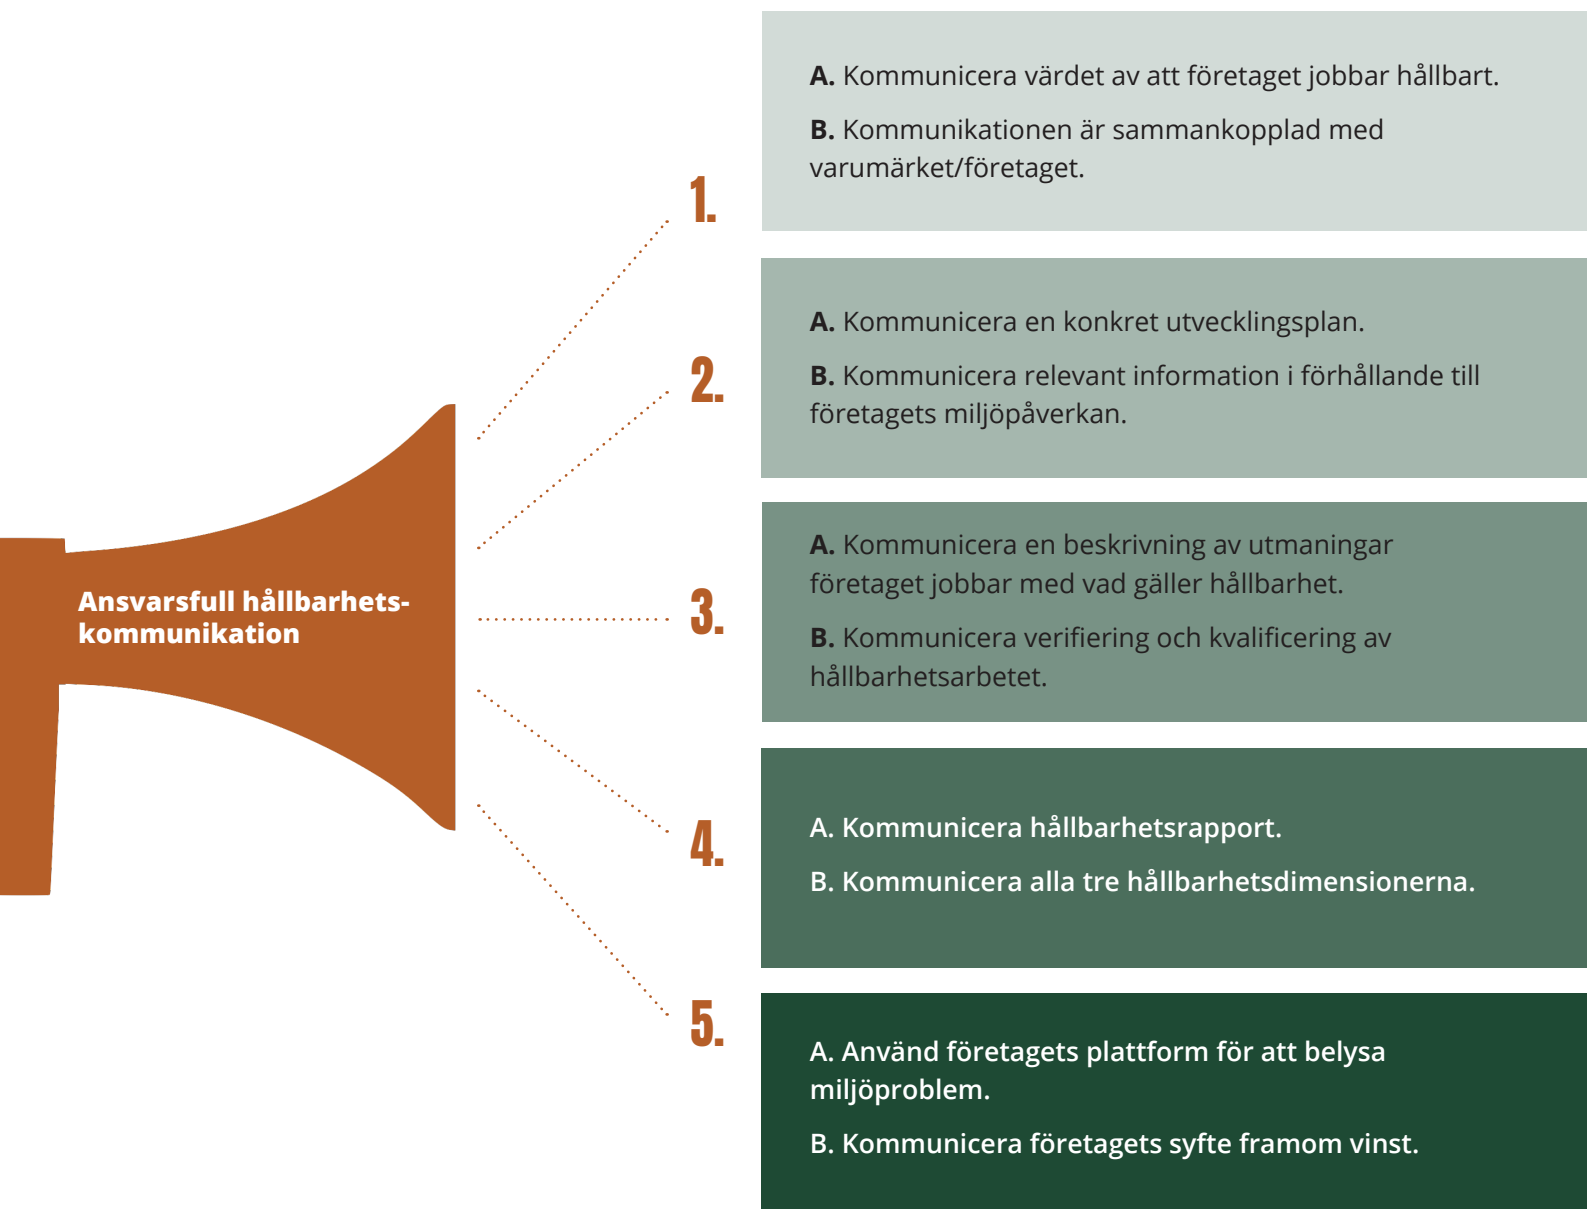 Ansvarsfull hållbarhets-
kommunikation
1.
A. Kommunicera värdet av att företaget jobbar hållbart.
B. Kommunikationen är sammankopplad med
varumärket/företaget.
2.
A. Kommunicera en konkret utvecklingsplan.
B. Kommunicera relevant information i förhållande till
företagets miljöpåverkan.
3.
A. Kommunicera en beskrivning av utmaningar
företaget jobbar med vad gäller hållbarhet.
B. Kommunicera verifiering och kvalificering av
hållbarhetsarbetet.
4.
A. Kommunicera hållbarhetsrapport.
B. Kommunicera alla tre hållbarhetsdimensionerna.
5.
A. Använd företagets plattform för att belysa
miljöproblem.
B. Kommunicera företagets syfte framom vinst.